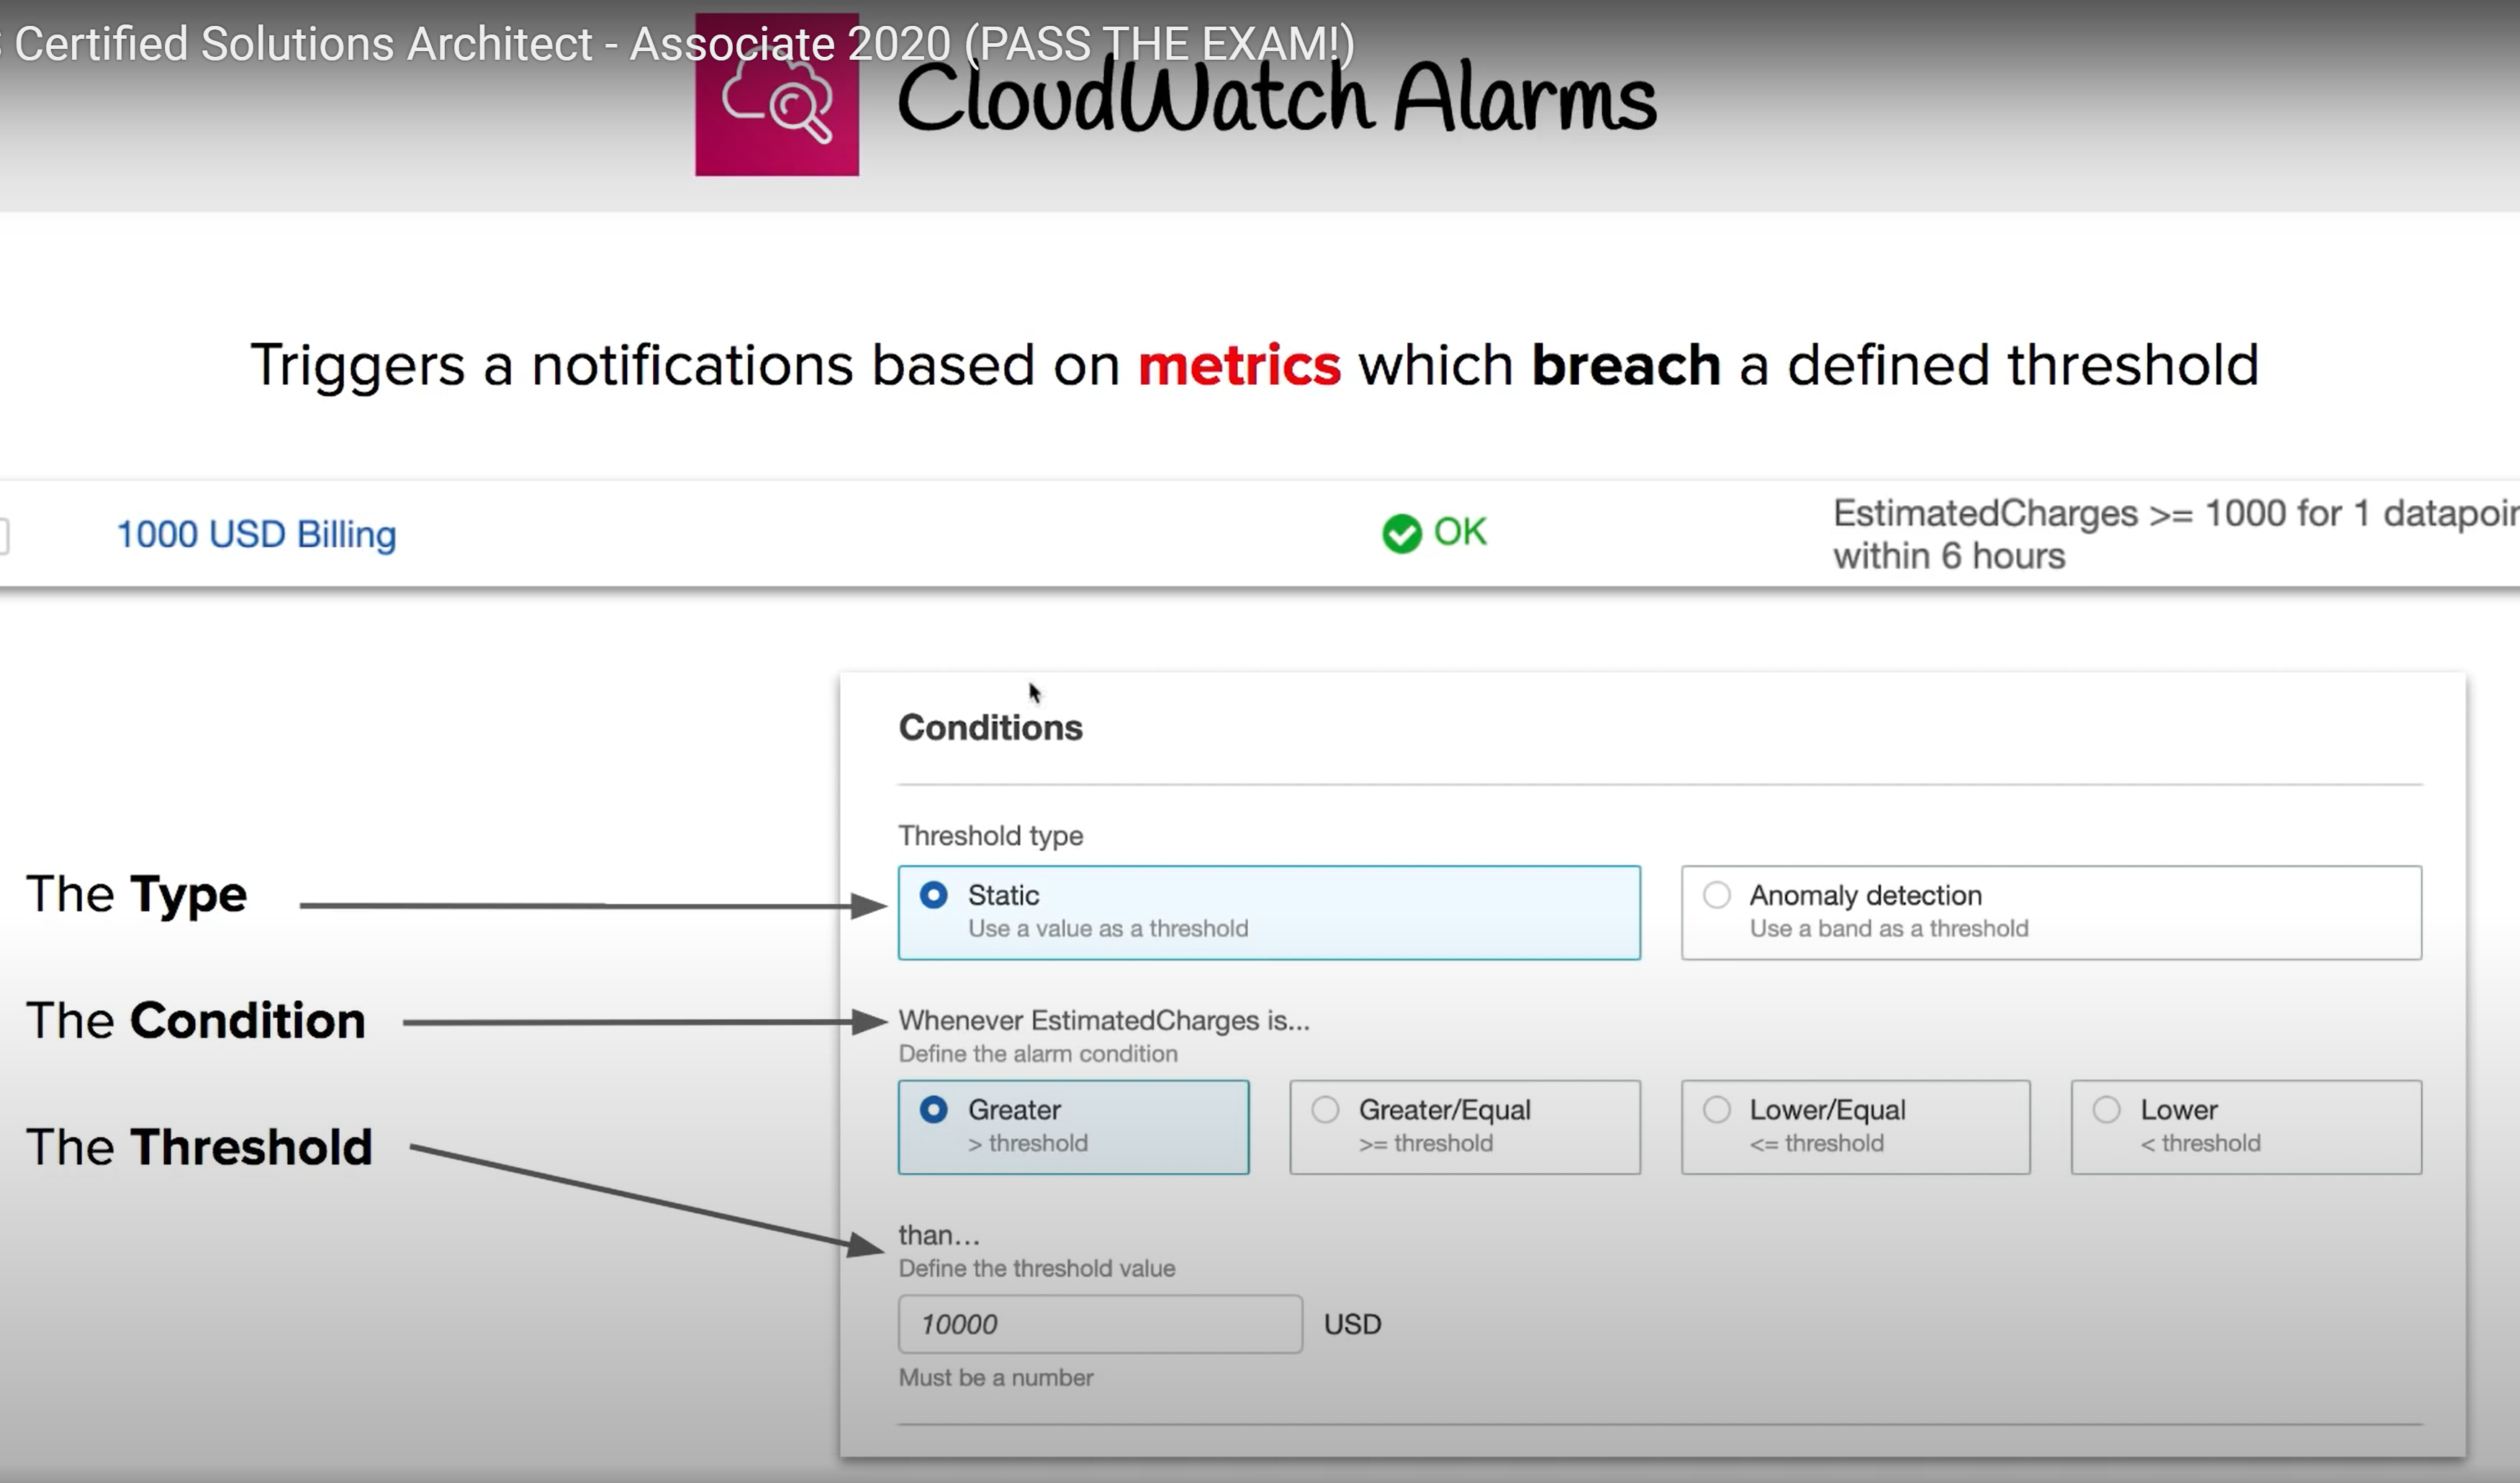 Certified Solutions Architect - Associate 2020 (PASS THE EXAM!)
CloudWatch Alarms
Triggers a notifications based on metrics which breach a defined threshold
1000 USD Billing
OK
EstimatedCharges >= 1000 for 1
within 6 hours
Conditions
Threshold type
The Type
Static
Use a value as a threshold
Anomaly detection
Use a band as a threshold
The Condition
Whenever EstimatedCharges is...
Define the alarm condition
Greater
> threshold
Greater/Equal
>= threshold
Lower/Equal
<= threshold
Lower
< threshold
The Threshold
than...
Define the threshold value
10000
USD
Must be a number